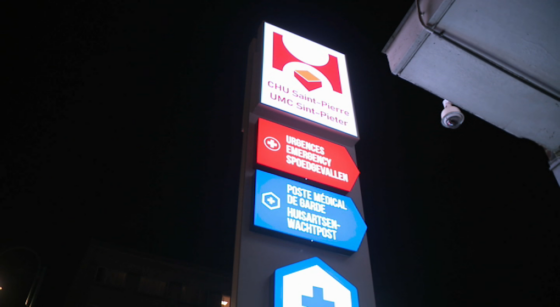 CHU Saint-Pierre
UMC Sint-Pieter
URGENCES
EMERGENCY
SPOEDGEVALLEN
POSTE MÉDICAL
DE GARDE
HUISARTSEN-
WACHTPOST